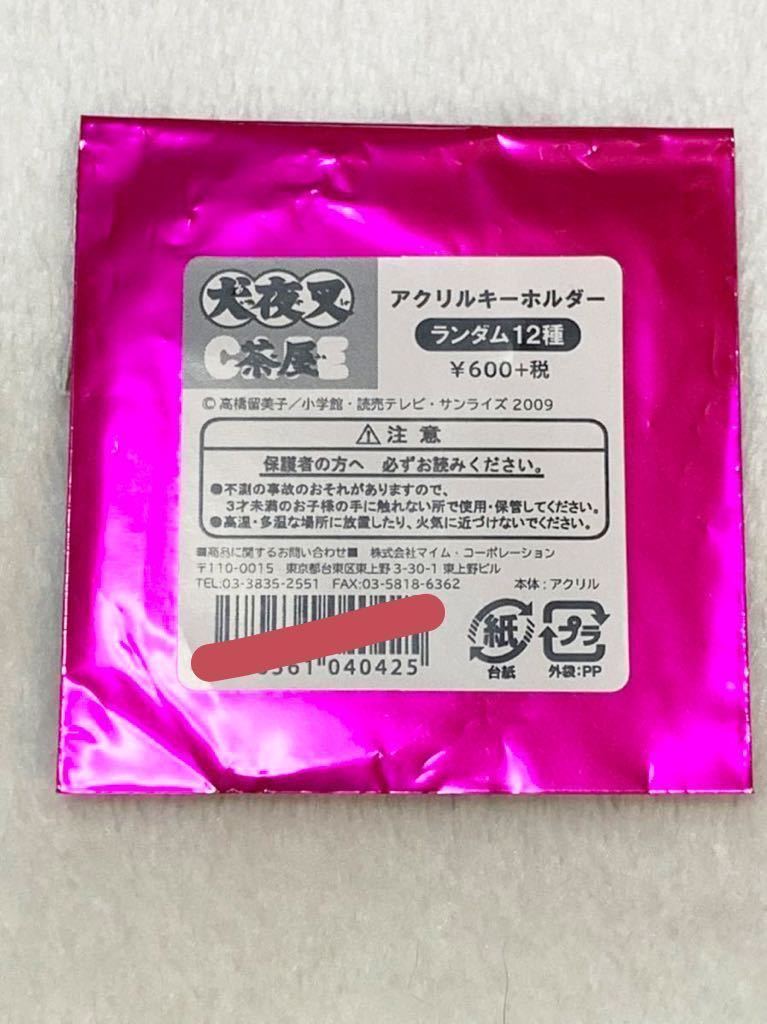 犬夜叉
CAFE
茶屋
アクリルキーホルダー
ランダム12種
¥600+税
© 高橋留美子／小学館・読売テレビ・サンライズ 2009
⚠注 意
保護者の方へ 必ずお読みください。
●不測の事故のおそれがありますので、
3才未満のお子様の手に触れない所で使用・保管してください。
●高温・多湿な場所に放置したり、火気に近づけないでください。
■商品に関するお問い合わせ■ 株式会社マイム・コーポレーション
〒110-0015 東京都台東区東上野 3-30-1 東上野ビル
TEL:03-3835-2551 FAX:03-5818-6362 本体:アクリル
紙
プラ
040425
台紙
外袋:PP